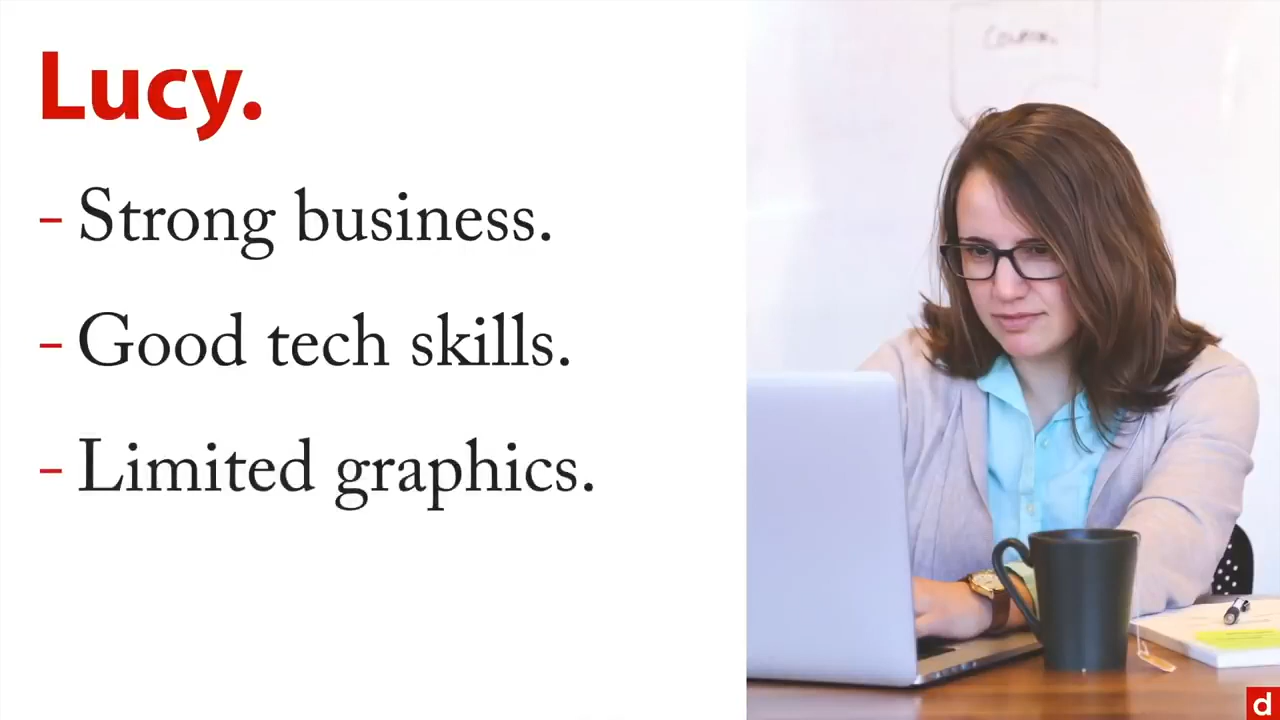 Lucy.
- Strong business.
- Good tech skills.
- Limited graphics.
d